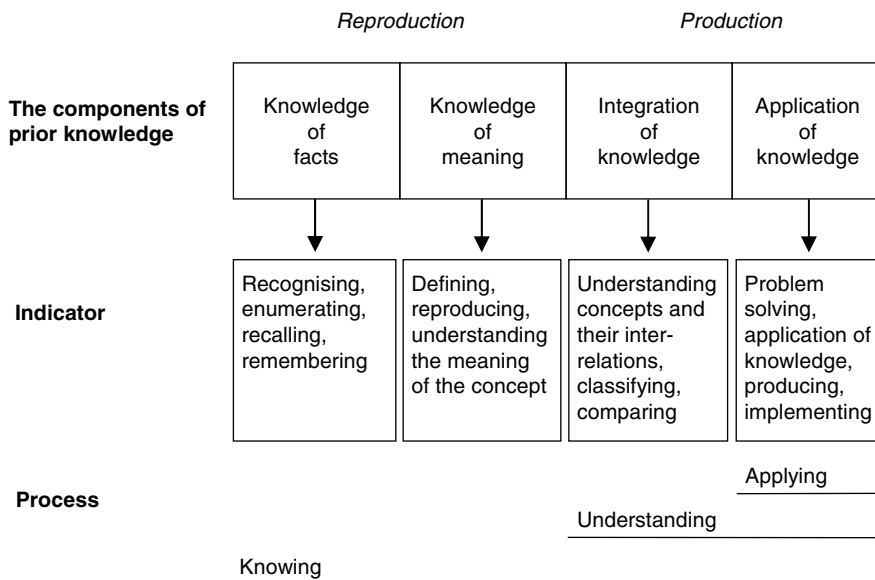 Reproduction
Production
The components of
prior knowledge
Knowledge
of
facts
Knowledge
of
meaning
Integration
of
knowledge
Application
of
knowledge
Indicator
Recognising,
enumerating,
recalling,
remembering
Defining,
reproducing,
understanding
the meaning
of the concept
Understanding
concepts and
their inter-
relations,
classifying,
comparing
Problem
solving,
application of
knowledge,
producing,
implementing
Process
Applying
Understanding
Knowing